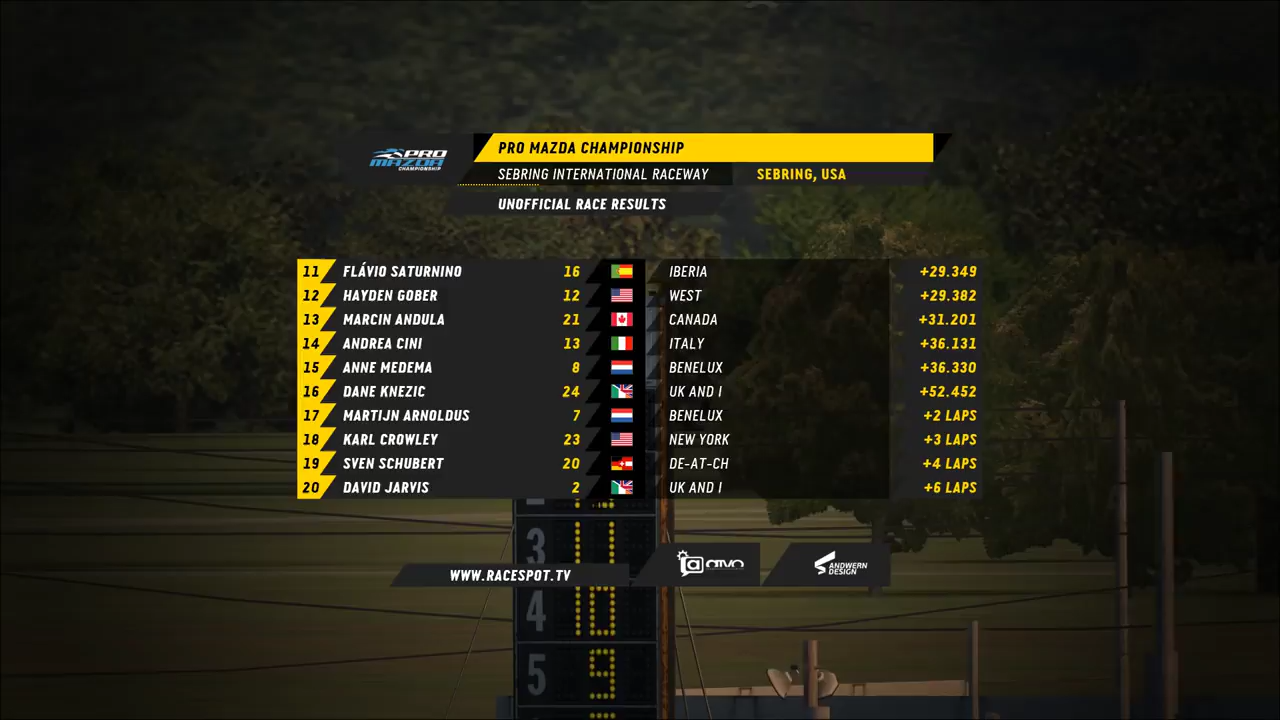 PRO MAZDA CHAMPIONSHIP
PRO MAZDA CHAMPIONSHIP
SEBRING INTERNATIONAL RACEWAY SEBRING, USA
UNOFFICIAL RACE RESULTS
11 FLÁVIO SATURNINO 16 IBERIA +29.349
12 HAYDEN GOBER 12 WEST +29.382
13 MARCIN ANDULA 21 CANADA +31.201
14 ANDREA CINI 13 ITALY +36.131
15 ANNE MEDEMA 8 BENELUX +36.330
16 DANE KNEZIC 24 UK AND I +52.452
17 MARTIJN ARNOLDUS 7 BENELUX +2 LAPS
18 KARL CROWLEY 23 NEW YORK +3 LAPS
19 SVEN SCHUBERT 20 DE-AT-CH +4 LAPS
20 DAVID JARVIS 2 UK AND I +6 LAPS
3 11
WWW.RACESPOT.TV
SANDWERN DESIGN
4 10
5 9